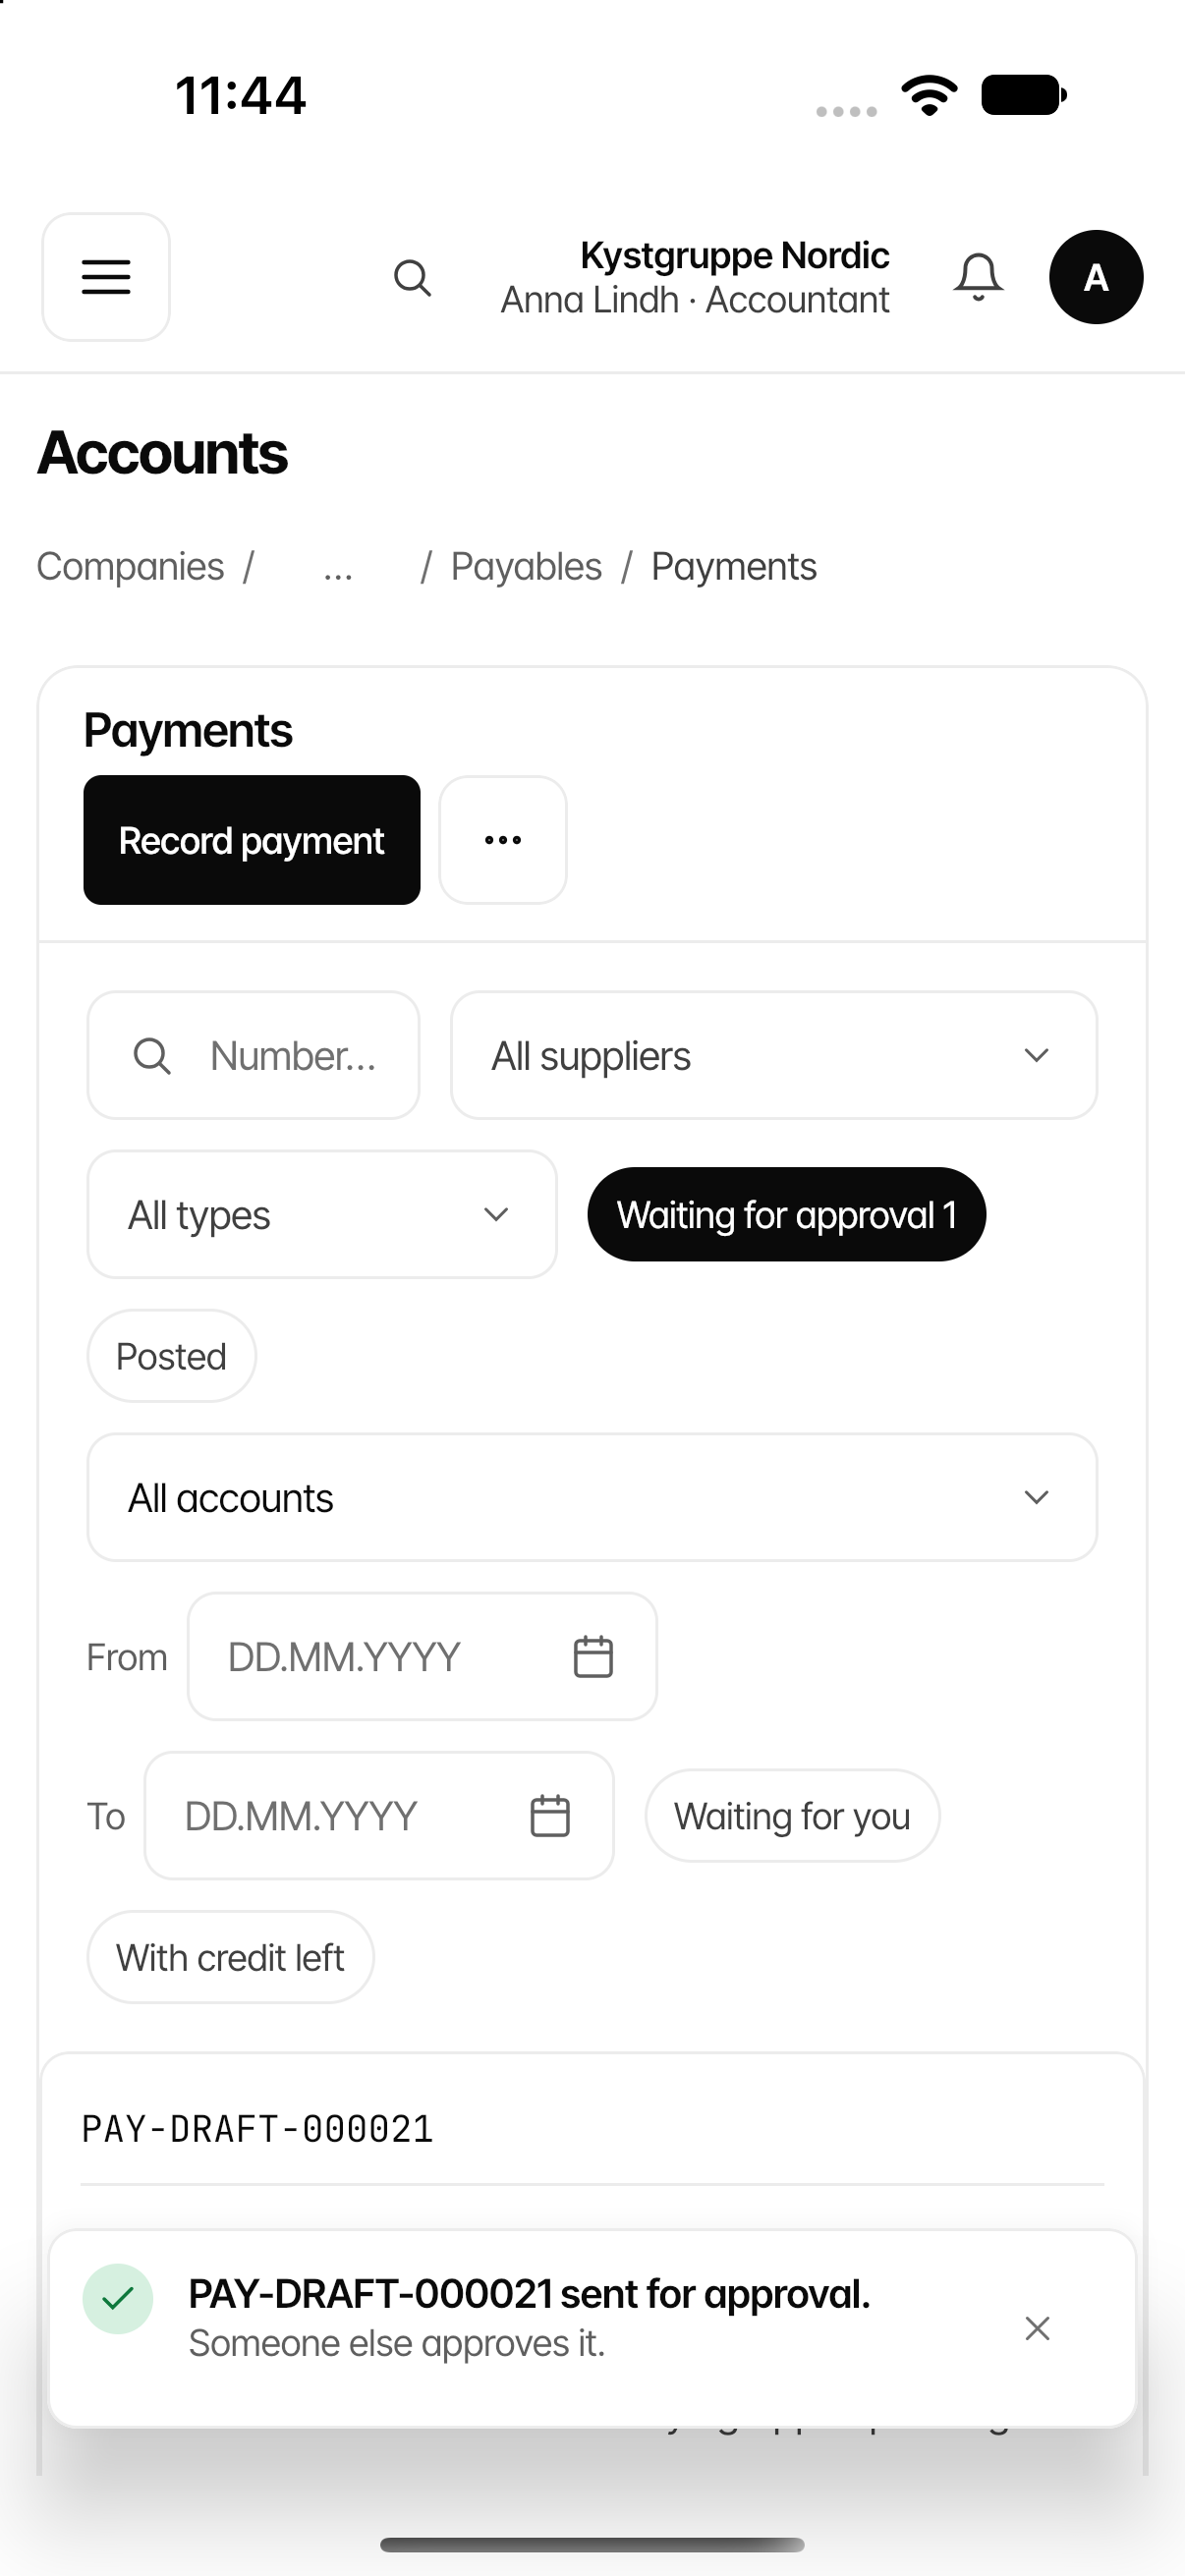 11:44
Kystgruppe Nordic
Anna Lindh · Accountant
A
Accounts
Companies / ... / Payables / Payments
Payments
Record payment
Number...
All suppliers
All types
Waiting for approval 1
Posted
All accounts
From DD.MM.YYYY
To DD.MM.YYYY
Waiting for you
With credit left
PAY-DRAFT-000021
PAY-DRAFT-000021 sent for approval.
Someone else approves it.